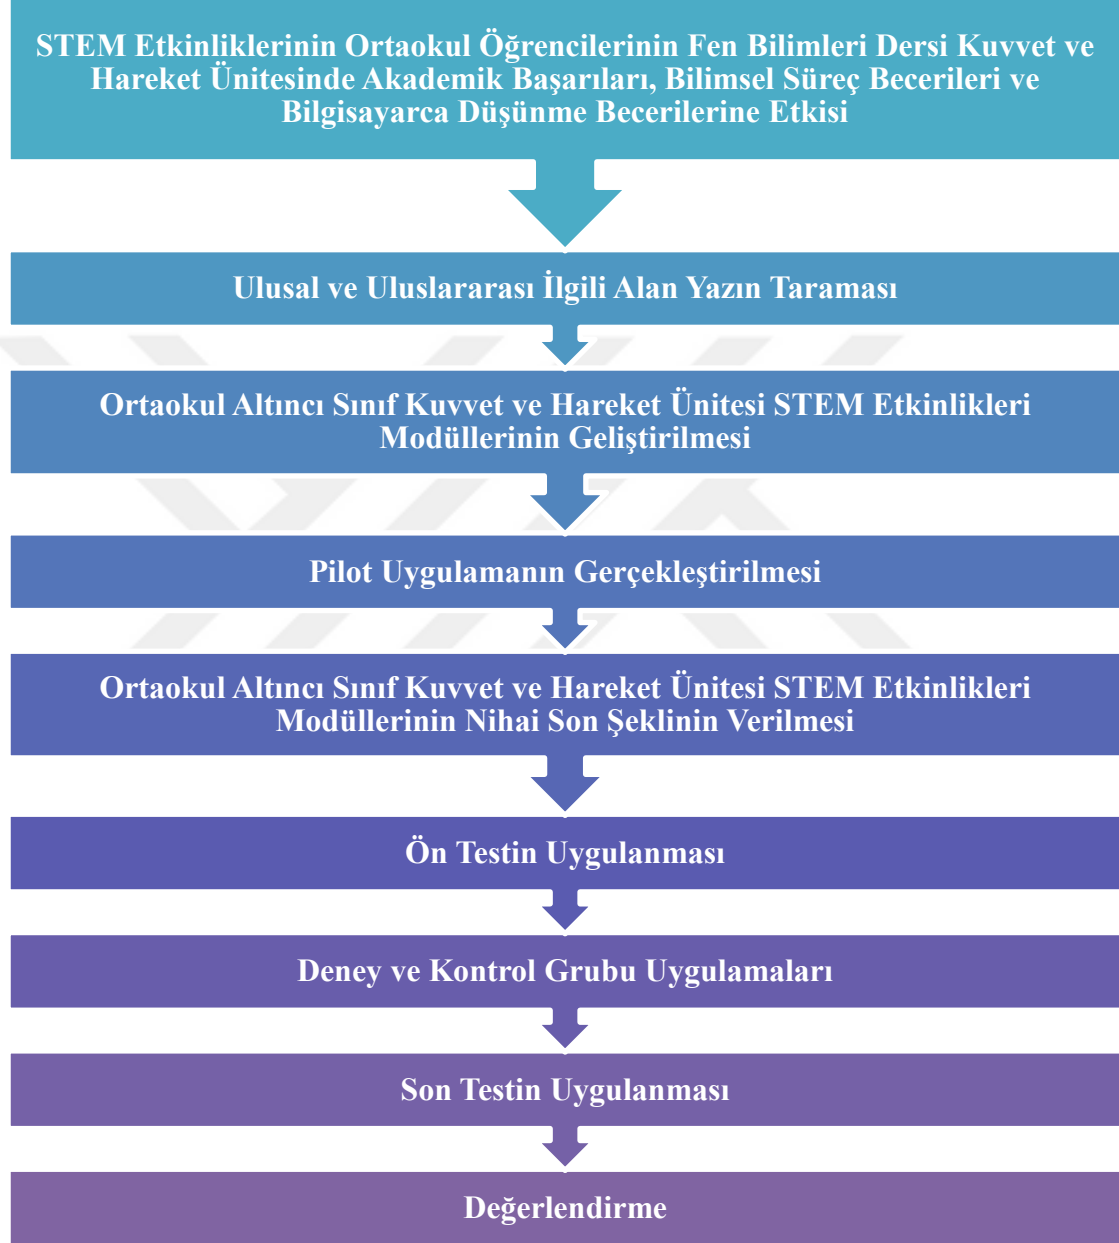 STEM Etkinliklerinin Ortaokul Öğrencilerinin Fen Bilimleri Dersi Kuvvet ve
Hareket Ünitesinde Akademik Başarıları, Bilimsel Süreç Becerileri ve
Bilgisayarca Düşünme Becerilerine Etkisi
Ulusal ve Uluslararası İlgili Alan Yazın Taraması
Ortaokul Altıncı Sınıf Kuvvet ve Hareket Ünitesi STEM Etkinlikleri
Modüllerinin Geliştirilmesi
Pilot Uygulamanın Gerçekleştirilmesi
Ortaokul Altıncı Sınıf Kuvvet ve Hareket Ünitesi STEM Etkinlikleri
Modüllerinin Nihai Son Şeklinin Verilmesi
Ön Testin Uygulanması
Deney ve Kontrol Grubu Uygulamaları
Son Testin Uygulanması
Değerlendirme